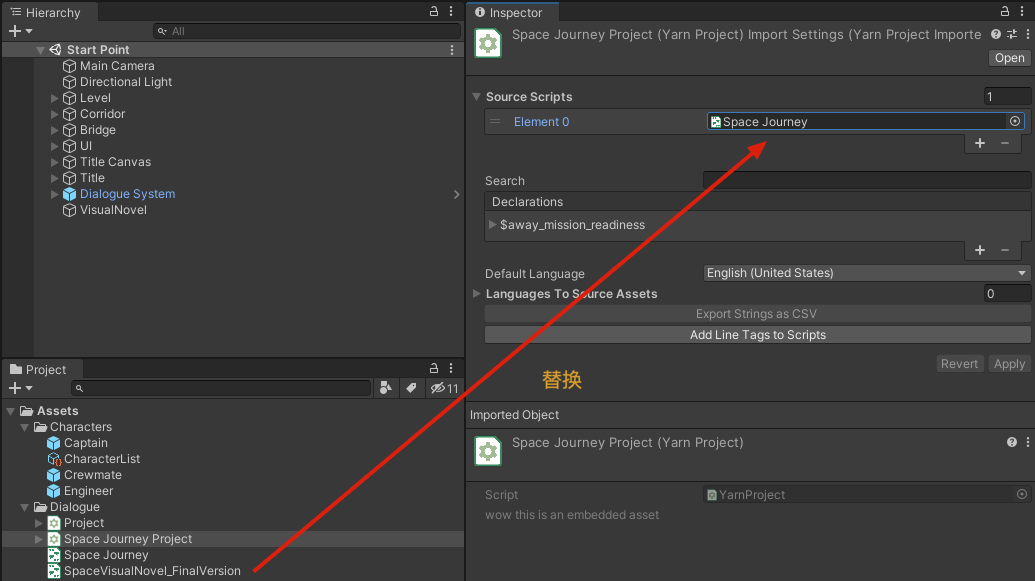 Hierarchy
All
Start Point
Main Camera
Directional Light
Level
Corridor
Bridge
UI
Title Canvas
Title
Dialogue System
VisualNovel
Project
11
Assets
Characters
Captain
CharacterList
Crewmate
Engineer
Dialogue
Project
Space Journey Project
Space Journey
SpaceVisualNovel_FinalVersion
Inspector
Space Journey Project (Yarn Project) Import Settings (Yarn Project Importe
Open
Source Scripts 1
Element 0 Space Journey
Search
Declarations
$away_mission_readiness
Default Language English (United States)
Languages To Source Assets 0
Export Strings as CSV
Add Line Tags to Scripts
Revert Apply
替换
Imported Object
Space Journey Project (Yarn Project)
Script YarnProject
wow this is an embedded asset